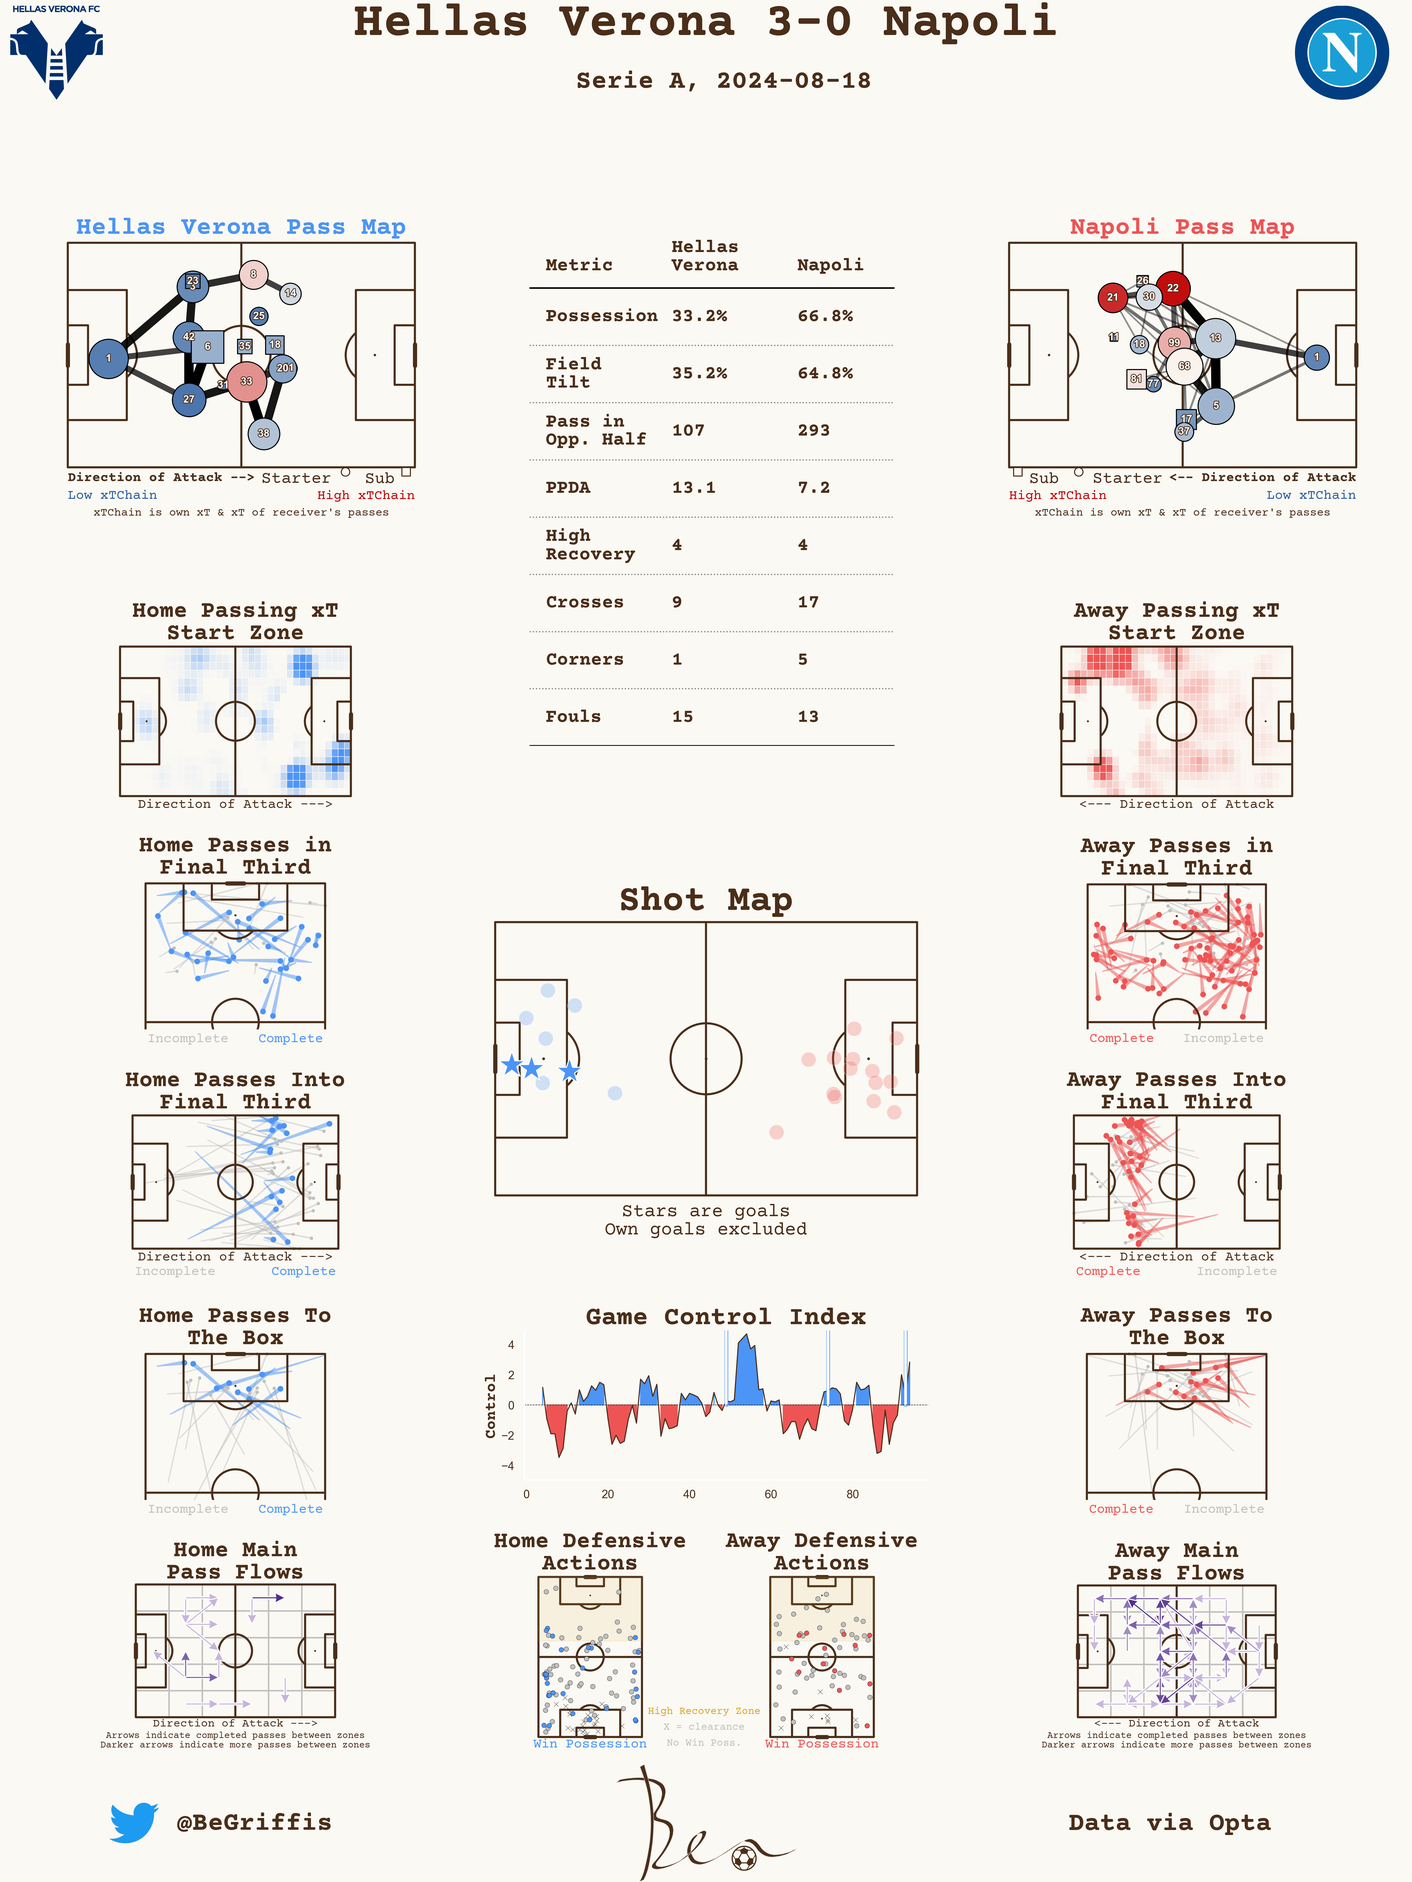 HELLAS VERONA FC
Hellas Verona 3-0 Napoli
Serie A, 2024-08-18
N
Hellas Verona Pass Map
23
3
8
14
25
42
6
35
18
1
201
31
33
27
38
Direction of Attack --> Starter Sub
Low xTChain High xTChain
xTChain is own xT & xT of receiver's passes
Metric Hellas Verona Napoli
Possession 33.2% 66.8%
Field Tilt 35.2% 64.8%
Pass in Opp. Half 107 293
PPDA 13.1 7.2
High Recovery 4 4
Crosses 9 17
Corners 1 5
Fouls 15 13
Napoli Pass Map
26
22
21
30
11
18
99
13
1
68
81
77
5
17
37
Sub Starter <-- Direction of Attack
High xTChain Low xTChain
xTChain is own xT & xT of receiver's passes
Home Passing xT
Start Zone
Direction of Attack --->
Away Passing xT
Start Zone
<--- Direction of Attack
Home Passes in
Final Third
Incomplete Complete
Away Passes in
Final Third
Complete Incomplete
Shot Map
Stars are goals
Own goals excluded
Home Passes Into
Final Third
Direction of Attack --->
Incomplete Complete
Away Passes Into
Final Third
<--- Direction of Attack
Complete Incomplete
Home Passes To
The Box
Incomplete Complete
Game Control Index
Control
4
2
0
−2
−4
0 20 40 60 80
Away Passes To
The Box
Complete Incomplete
Home Main
Pass Flows
Direction of Attack --->
Arrows indicate completed passes between zones
Darker arrows indicate more passes between zones
Home Defensive
Actions
Win Possession
High Recovery Zone
X = clearance
No Win Poss.
Away Defensive
Actions
Win Possession
Away Main
Pass Flows
<--- Direction of Attack
Arrows indicate completed passes between zones
Darker arrows indicate more passes between zones
@BeGriffis
Ben
Data via Opta